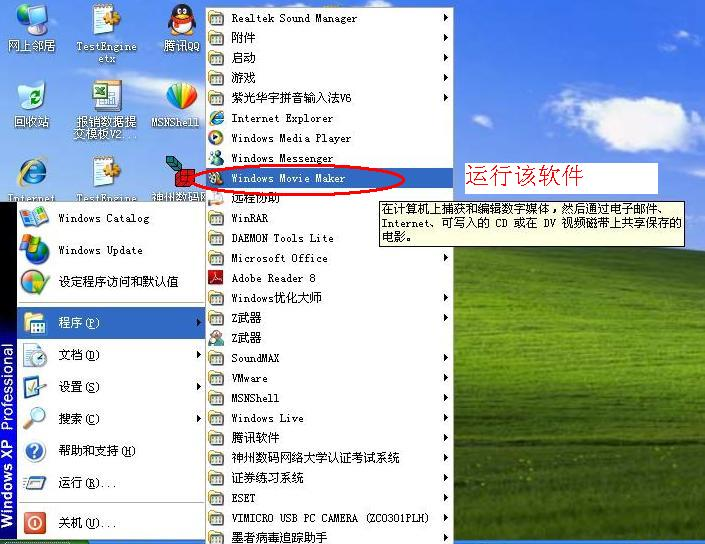 网上邻居
TestEngine
etx
腾讯QQ
回收站
报销数据提
交模板V2...
MSNShell
Internet
TestEngine
神州数码网
Windows Catalog
Windows Update
设定程序访问和默认值
程序(P)
文档(D)
设置(S)
搜索(C)
帮助和支持(H)
运行(R)...
关机(U)...
Windows XP Professional
Realtek Sound Manager
附件
启动
游戏
紫光华宇拼音输入法V6
Internet Explorer
Windows Media Player
Windows Messenger
Windows Movie Maker
远程协助
WinRAR
DAEMON Tools Lite
Microsoft Office
Adobe Reader 8
Windows优化大师
Z武器
Z武器
SoundMAX
VMware
MSNShell
Windows Live
腾讯软件
神州数码网络大学认证考试系统
证券练习系统
ESET
VIMICRO USB PC CAMERA (ZC0301PLH)
墨者病毒追踪助手
运行该软件
在计算机上捕获和编辑数字媒体，然后通过电子邮件、
Internet、可写入的 CD 或在 DV 视频磁带上共享保存的
电影。